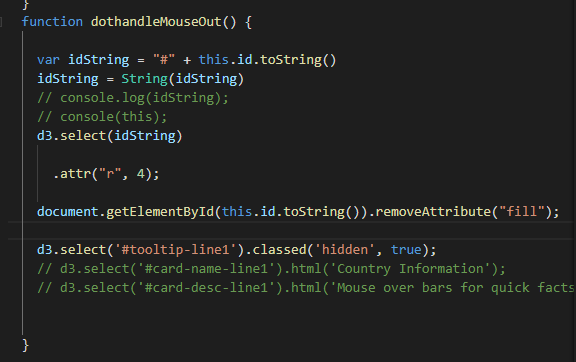 }
function dothandleMouseOut() {
var idString = "#" + this.id.toString()
idString = String(idString)
// console.log(idString);
// console(this);
d3.select(idString)
.attr("r", 4);
document.getElementById(this.id.toString()).removeAttribute("fill");
d3.select('#tooltip-line1').classed('hidden', true);
// d3.select('#card-name-line1').html('Country Information');
// d3.select('#card-desc-line1').html('Mouse over bars for quick facts
}